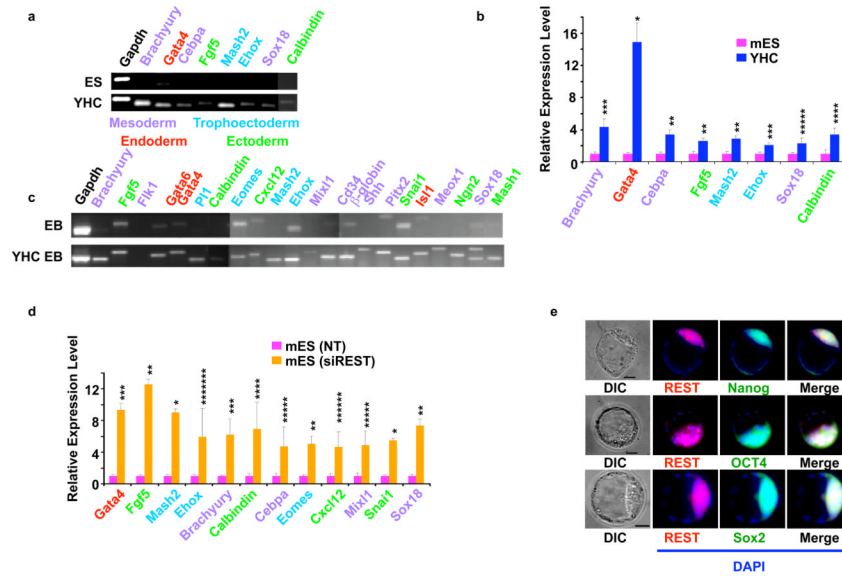 a
Gapdh Brachyury Gata4 Cebpa Fgf5 Mash2 Ehox Sox18 Calbindin
ES
YHC
Mesoderm Trophoectoderm
Endoderm Ectoderm
b
Relative Expression Level
16
12
8
4
0
mES
YHC
*** * ** ** ** *** ***** ****
Brachyury Gata4 Cebpa Fgf5 Mash2 Ehox Sox18 Calbindin
c
Gapdh Brachyury Fgf5 Flk1 Gata6 Gata4 Pl1 Calbindin Eomes Cxcl12 Mash2 Ehox Mixl1 Cd34 β-globin Shh Pitx2 Snai1 Isl1 Meox1 Ngn2 Sox18 Mash1
EB
YHC EB
d
Relative Expression Level
12
8
4
0
mES (NT)
mES (siREST)
*** ** * ******* *** **** ***** ** ****** ***** * **
Gata4 Fgf5 Mash2 Ehox Brachyury Calbindin Cebpa Eomes Cxcl12 Mixl1 Snai1 Sox18
e
DIC REST Nanog Merge
DIC REST OCT4 Merge
DIC REST Sox2 Merge
DAPI